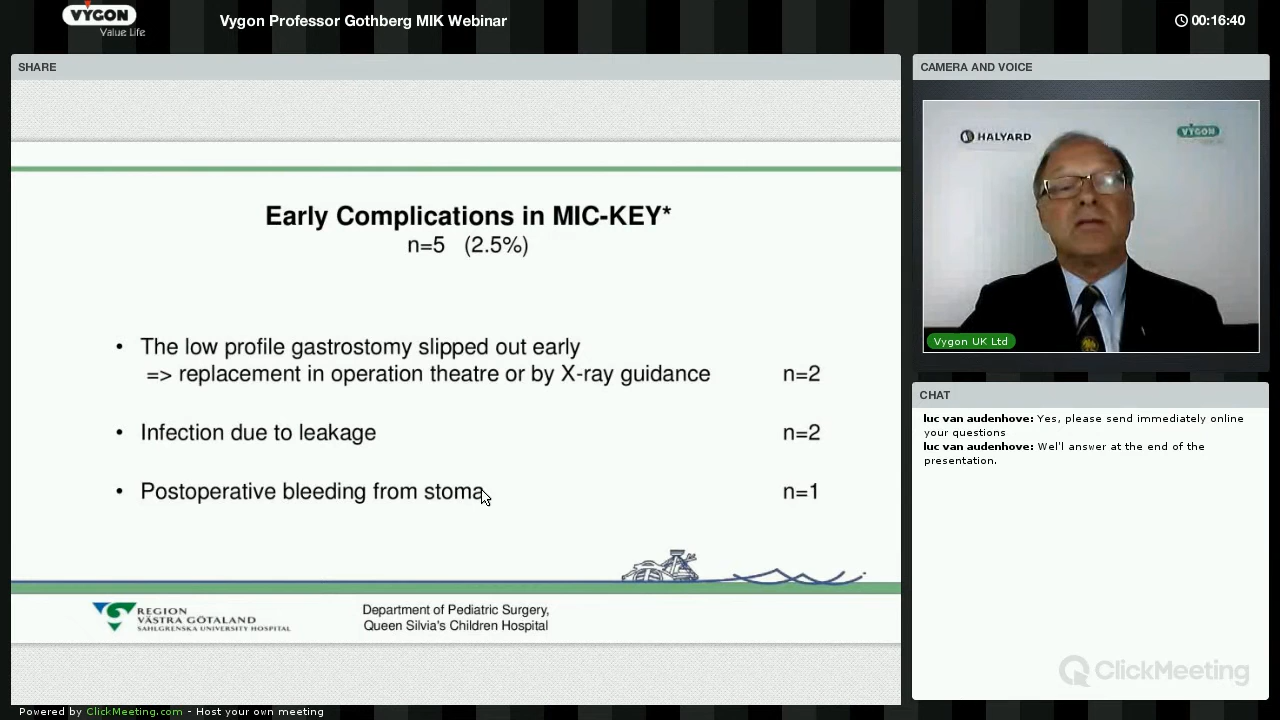 VYGON
Value Life
Vygon Professor Gothberg MIK Webinar
00:16:40
SHARE
Early Complications in MIC-KEY*
n=5 (2.5%)
• The low profile gastrostomy slipped out early
=> replacement in operation theatre or by X-ray guidance n=2
• Infection due to leakage n=2
• Postoperative bleeding from stoma n=1
REGION
VÄSTRA GÖTALAND
SAHLGRENSKA UNIVERSITY HOSPITAL
Department of Pediatric Surgery,
Queen Silvia's Children Hospital
CAMERA AND VOICE
HALYARD
VYGON
Vygon UK Ltd
CHAT
luc van audenhove: Yes, please send immediately online
your questions
luc van audenhove: Wel'l answer at the end of the
presentation.
ClickMeeting
Powered by ClickMeeting.com - Host your own meeting